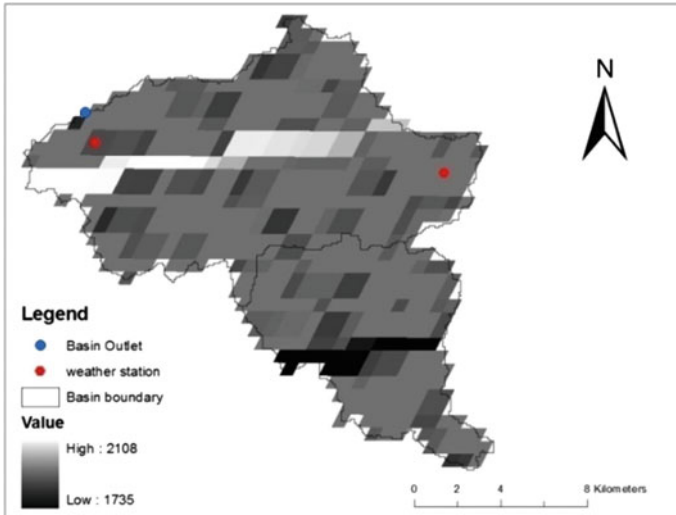 N
Legend
Basin Outlet
weather station
Basin boundary
Value
High : 2108
Low : 1735
0 2 4 8 Kilometers